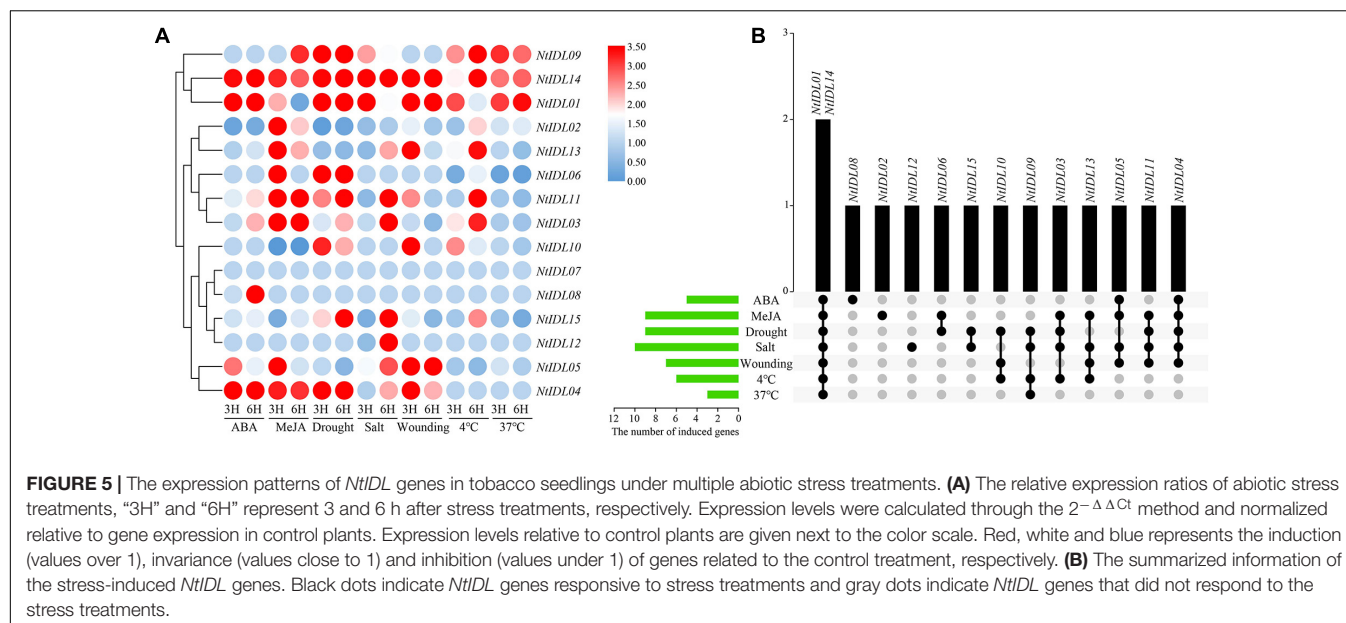 A
NtIDL09
NtIDL14
NtIDL01
NtIDL02
NtIDL13
NtIDL06
NtIDL11
NtIDL03
NtIDL10
NtIDL07
NtIDL08
NtIDL15
NtIDL12
NtIDL05
NtIDL04
3H 6H 3H 6H 3H 6H 3H 6H 3H 6H 3H 6H 3H 6H
ABA MeJA Drought Salt Wounding 4°C 37°C
3.50
3.00
2.50
2.00
1.50
1.00
0.50
0.00
B
3
2
1
0
NtIDL01
NtIDL14
NtIDL08
NtIDL02
NtIDL12
NtIDL06
NtIDL15
NtIDL10
NtIDL09
NtIDL03
NtIDL13
NtIDL05
NtIDL11
NtIDL04
ABA
MeJA
Drought
Salt
Wounding
4°C
37°C
12 10 8 6 4 2 0
The number of induced genes
FIGURE 5 | The expression patterns of NtIDL genes in tobacco seedlings under multiple abiotic stress treatments. (A) The relative expression ratios of abiotic stress
treatments, “3H” and “6H” represent 3 and 6 h after stress treatments, respectively. Expression levels were calculated through the 2−ΔΔCt method and normalized
relative to gene expression in control plants. Expression levels relative to control plants are given next to the color scale. Red, white and blue represents the induction
(values over 1), invariance (values close to 1) and inhibition (values under 1) of genes related to the control treatment, respectively. (B) The summarized information of
the stress-induced NtIDL genes. Black dots indicate NtIDL genes responsive to stress treatments and gray dots indicate NtIDL genes that did not respond to the
stress treatments.